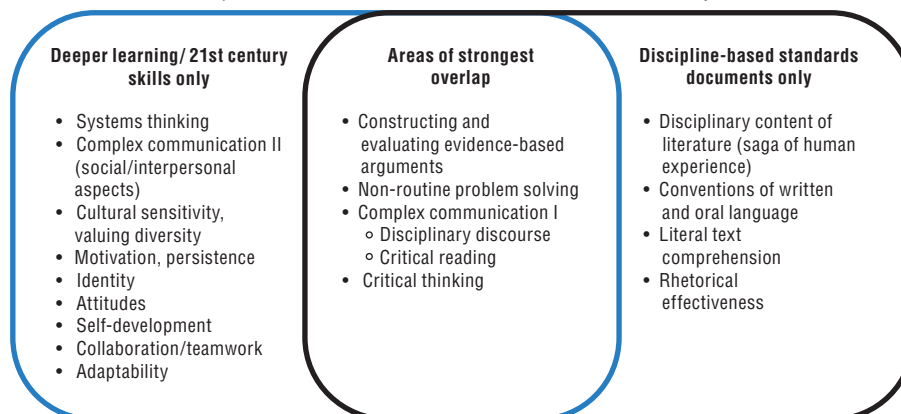 Deeper learning/ 21st century
skills only
• Systems thinking
• Complex communication II
(social/interpersonal
aspects)
• Cultural sensitivity,
valuing diversity
• Motivation, persistence
• Identity
• Attitudes
• Self-development
• Collaboration/teamwork
• Adaptability
Areas of strongest
overlap
• Constructing and
evaluating evidence-based
arguments
• Non-routine problem solving
• Complex communication I
◦ Disciplinary discourse
◦ Critical reading
• Critical thinking
Discipline-based standards
documents only
• Disciplinary content of
literature (saga of human
experience)
• Conventions of written
and oral language
• Literal text
comprehension
• Rhetorical
effectiveness